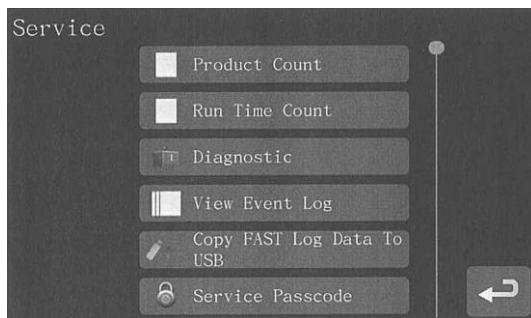 Service
Product Count
Run Time Count
Diagnostic
View Event Log
Copy FAST Log Data To
USB
Service Passcode